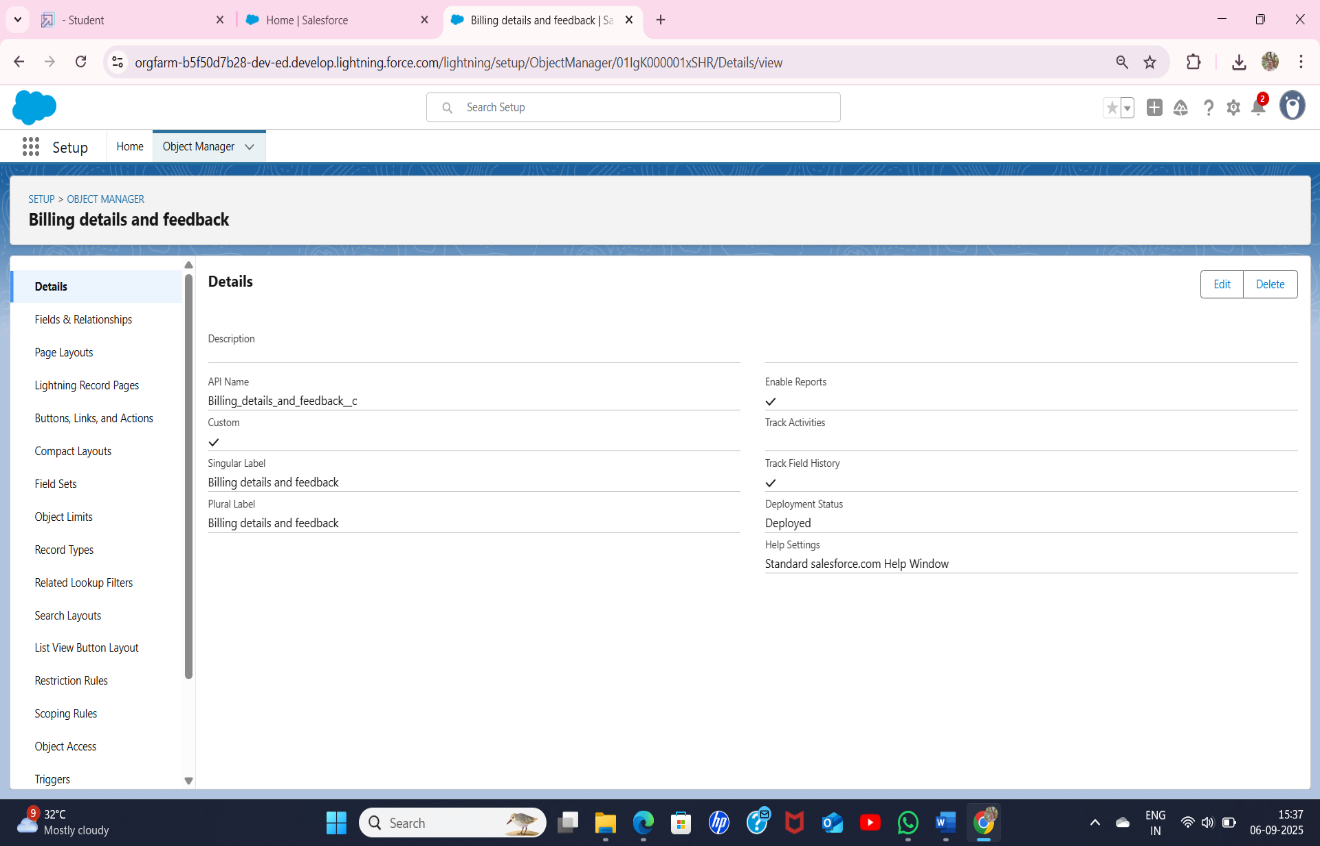 - Student
Home | Salesforce
Billing details and feedback | Sa
orgfarm-b5f50d7b28-dev-ed.develop.lightning.force.com/lightning/setup/ObjectManager/01IgK000001xSHR/Details/view
Search Setup
2
Setup
Home
Object Manager
SETUP > OBJECT MANAGER
Billing details and feedback
Details
Fields & Relationships
Page Layouts
Lightning Record Pages
Buttons, Links, and Actions
Compact Layouts
Field Sets
Object Limits
Record Types
Related Lookup Filters
Search Layouts
List View Button Layout
Restriction Rules
Scoping Rules
Object Access
Triggers
Details
Edit
Delete
Description
API Name
Billing_details_and_feedback__c
Custom
Singular Label
Billing details and feedback
Plural Label
Billing details and feedback
Enable Reports
Track Activities
Track Field History
Deployment Status
Deployed
Help Settings
Standard salesforce.com Help Window
9
32°C
Mostly cloudy
Search
hp
ENG
IN
15:37
06-09-2025